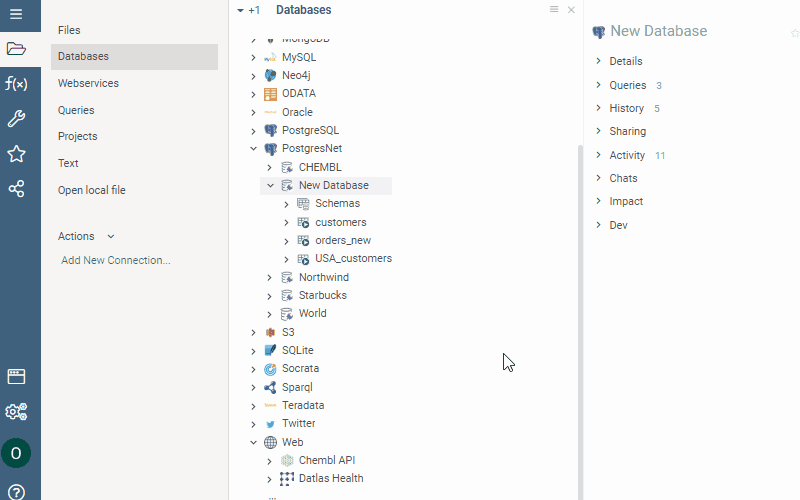 Files
Databases
Webservices
Queries
Projects
Text
Open local file
Actions
Add New Connection...
f(x)
O
?
+1 Databases
MongoDB
MySQL
Neo4j
ODATA
Oracle
PostgreSQL
PostgresNet
CHEMBL
New Database
Schemas
customers
orders_new
USA_customers
Northwind
Starbucks
World
S3
SQLite
Socrata
Sparql
Teradata
Twitter
Web
Chembl API
Datlas Health
New Database
Details
Queries 3
History 5
Sharing
Activity 11
Chats
Impact
Dev